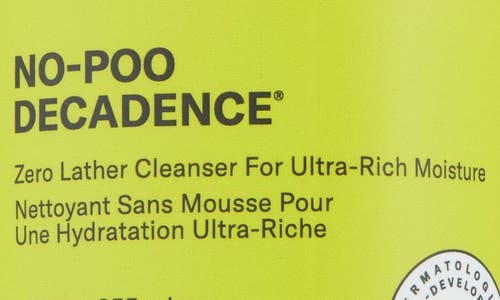 NO-POO
DECADENCE®
Zero Lather Cleanser For Ultra-Rich Moisture
Nettoyant Sans Mousse Pour
Une Hydratation Ultra-Riche